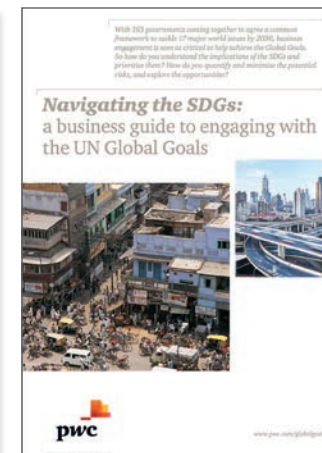 With 193 governments coming together to agree a common
framework to tackle 17 major world issues by 2030, business
engagement is seen as critical to help achieve the Global Goals.
So how do you understand the implications of the SDGs and
prioritise them? How do you quantify and minimise the potential
risks, and explore the opportunities?
Navigating the SDGs:
a business guide to engaging with
the UN Global Goals
pwc
www.pwc.com/globalgoals